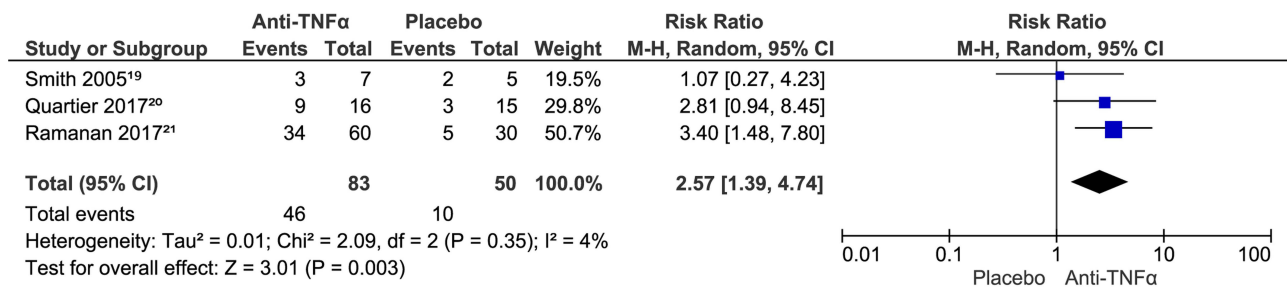 Anti-TNFα Placebo Risk Ratio Risk Ratio
Study or Subgroup Events Total Events Total Weight M-H, Random, 95% CI M-H, Random, 95% CI
Smith 2005¹⁹ 3 7 2 5 19.5% 1.07 [0.27, 4.23]
Quartier 2017²⁰ 9 16 3 15 29.8% 2.81 [0.94, 8.45]
Ramanan 2017²¹ 34 60 5 30 50.7% 3.40 [1.48, 7.80]
Total (95% CI) 83 50 100.0% 2.57 [1.39, 4.74]
Total events 46 10
Heterogeneity: Tau² = 0.01; Chi² = 2.09, df = 2 (P = 0.35); I² = 4%
Test for overall effect: Z = 3.01 (P = 0.003)
0.01 0.1 1 10 100
Placebo Anti-TNFα